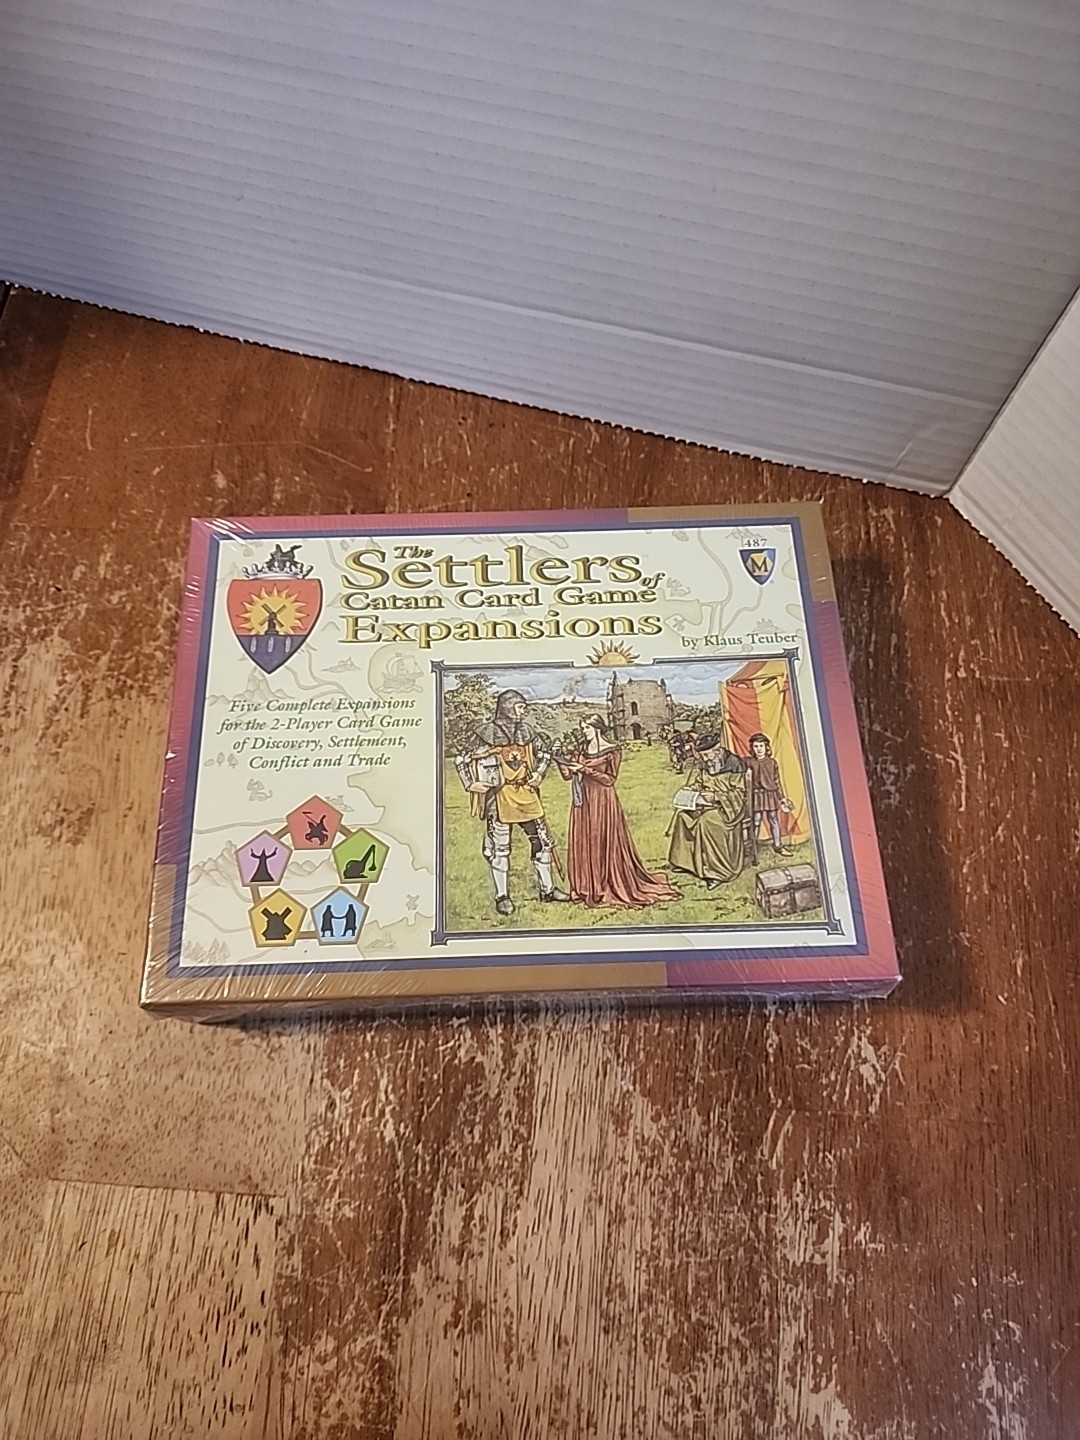 The
Settlers of
Catan Card Game
Expansions
487
M
by Klaus Teuber
Five Complete Expansions
for the 2-Player Card Game
of Discovery, Settlement,
Conflict and Trade